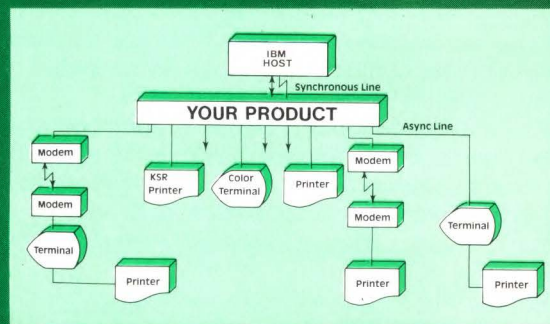 IBM
HOST
Synchronous Line
YOUR PRODUCT
Async Line
Modem
Modem
KSR
Printer
Color
Terminal
Printer
Modem
Modem
Terminal
Terminal
Printer
Printer
Printer